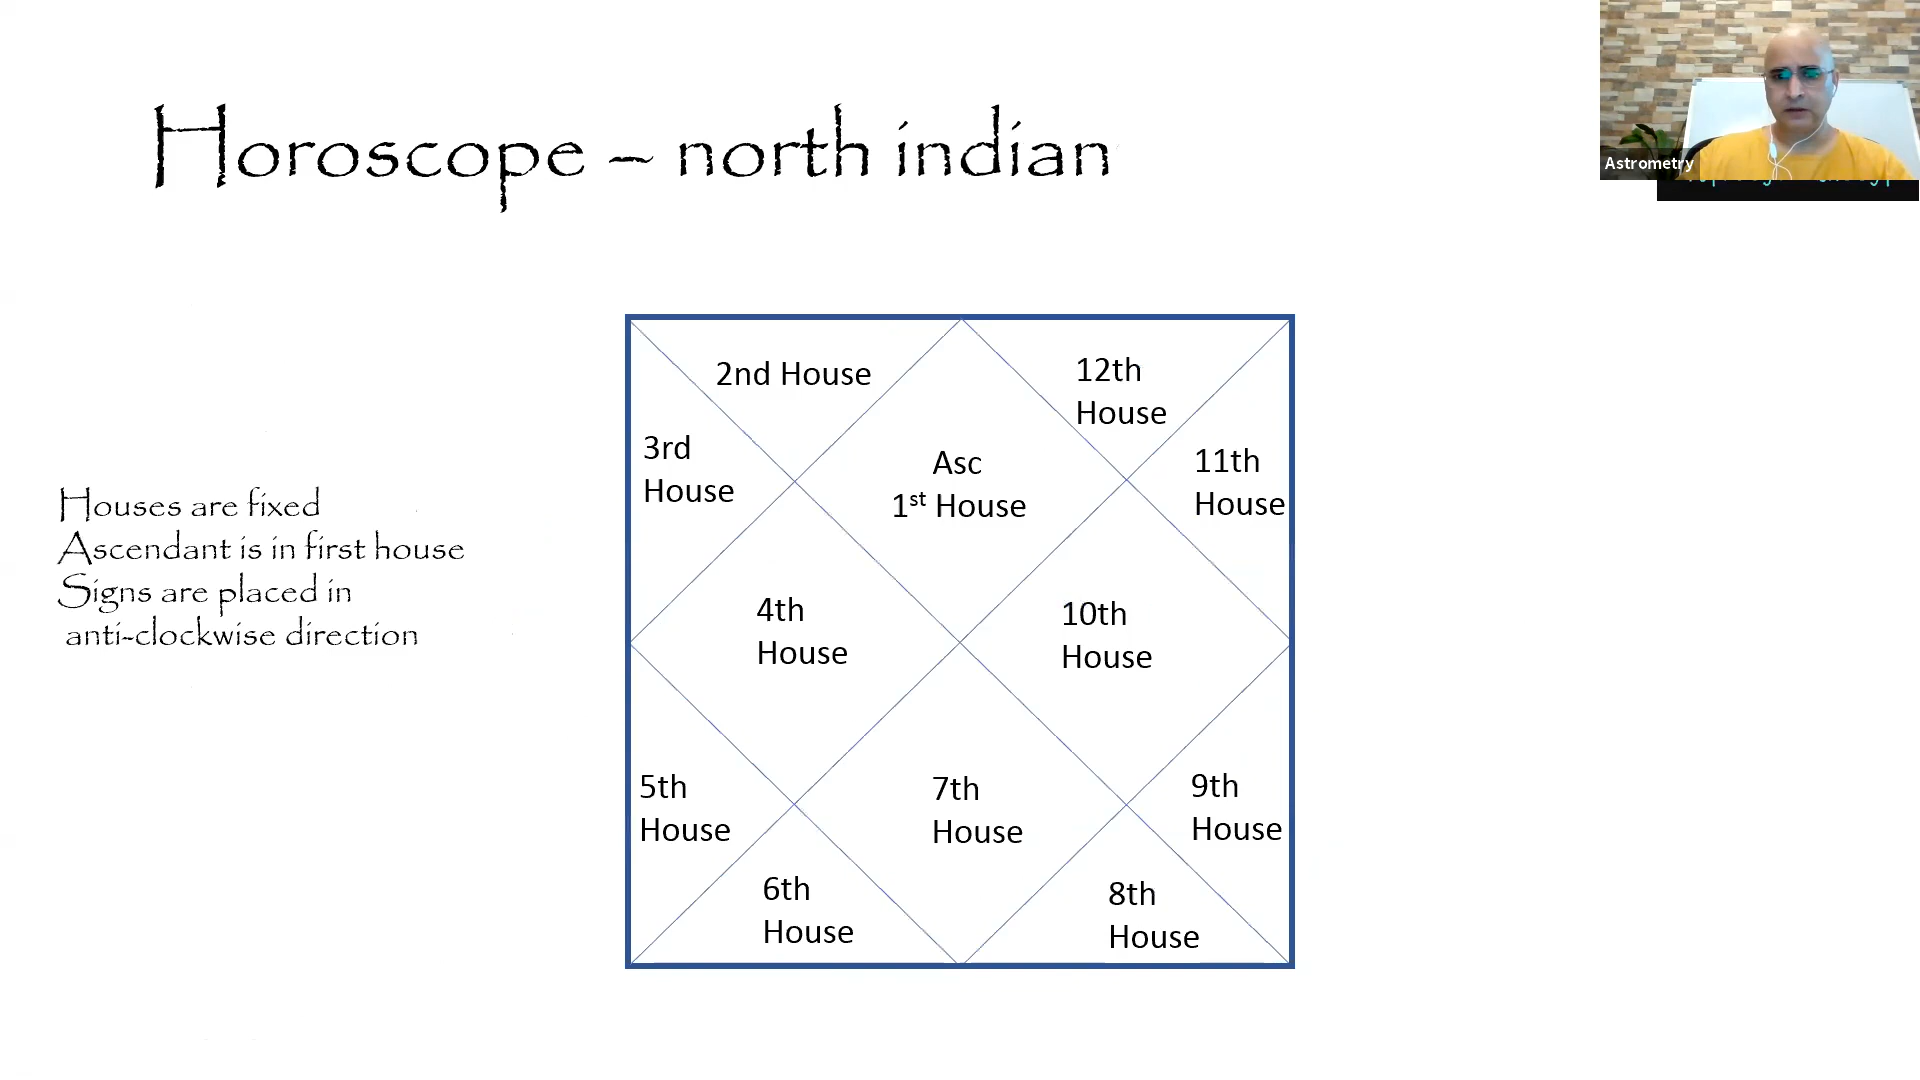 Horoscope – north indian
Astrometry
2nd House
12th
House
3rd
House
Asc
1st House
11th
House
Houses are fixed
Ascendant is in first house
Signs are placed in
anti-clockwise direction
4th
House
10th
House
5th
House
7th
House
9th
House
6th
House
8th
House